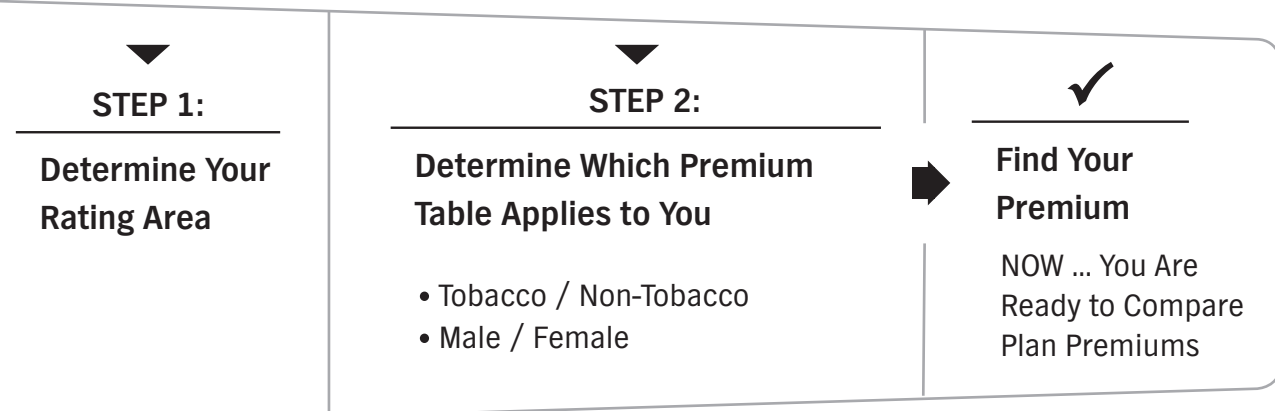 STEP 1:
Determine Your
Rating Area
STEP 2:
Determine Which Premium
Table Applies to You
• Tobacco / Non-Tobacco
• Male / Female
Find Your
Premium
NOW ... You Are
Ready to Compare
Plan Premiums